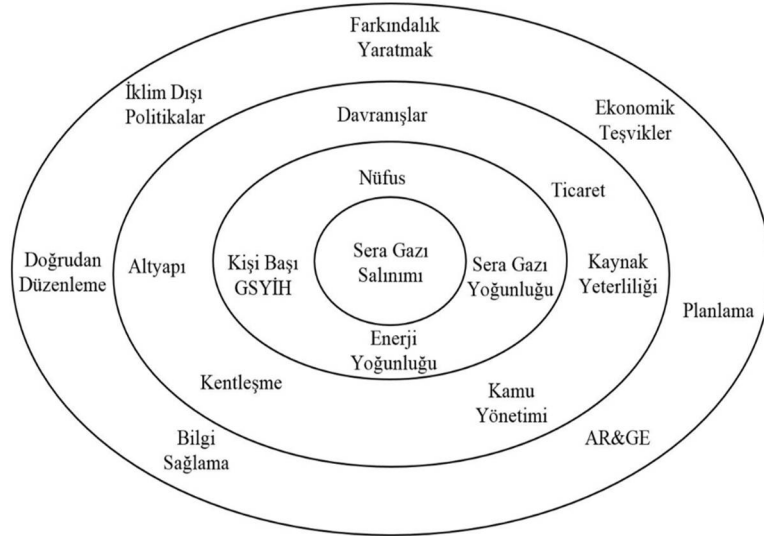 Farkındalık
Yaratmak
İklim Dışı
Politikalar
Ekonomik
Teşvikler
Davranışlar
Nüfus
Ticaret
Doğrudan
Düzenleme
Altyapı
Kişi Başı
GSYİH
Sera Gazı
Salınımı
Sera Gazı
Yoğunluğu
Kaynak
Yeterliliği
Planlama
Enerji
Yoğunluğu
Kentleşme
Kamu
Yönetimi
Bilgi
Sağlama
AR&GE